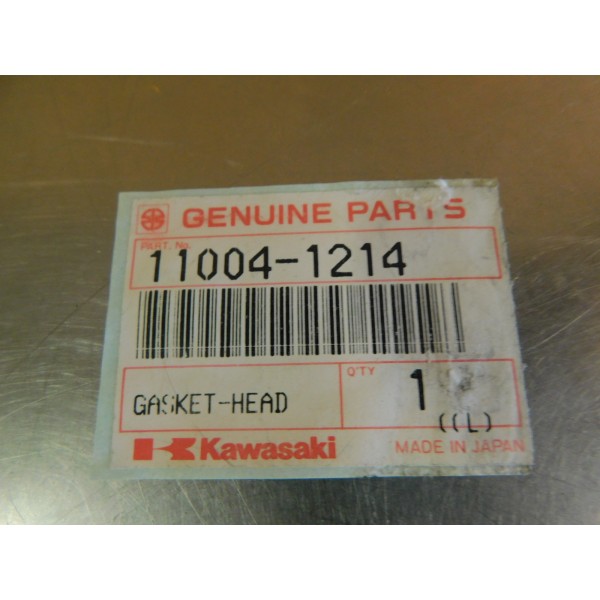 GENUINE PARTS
PART. No.
11004-1214
GASKET-HEAD
Q'TY
1
((L)
Kawasaki
MADE IN JAPAN